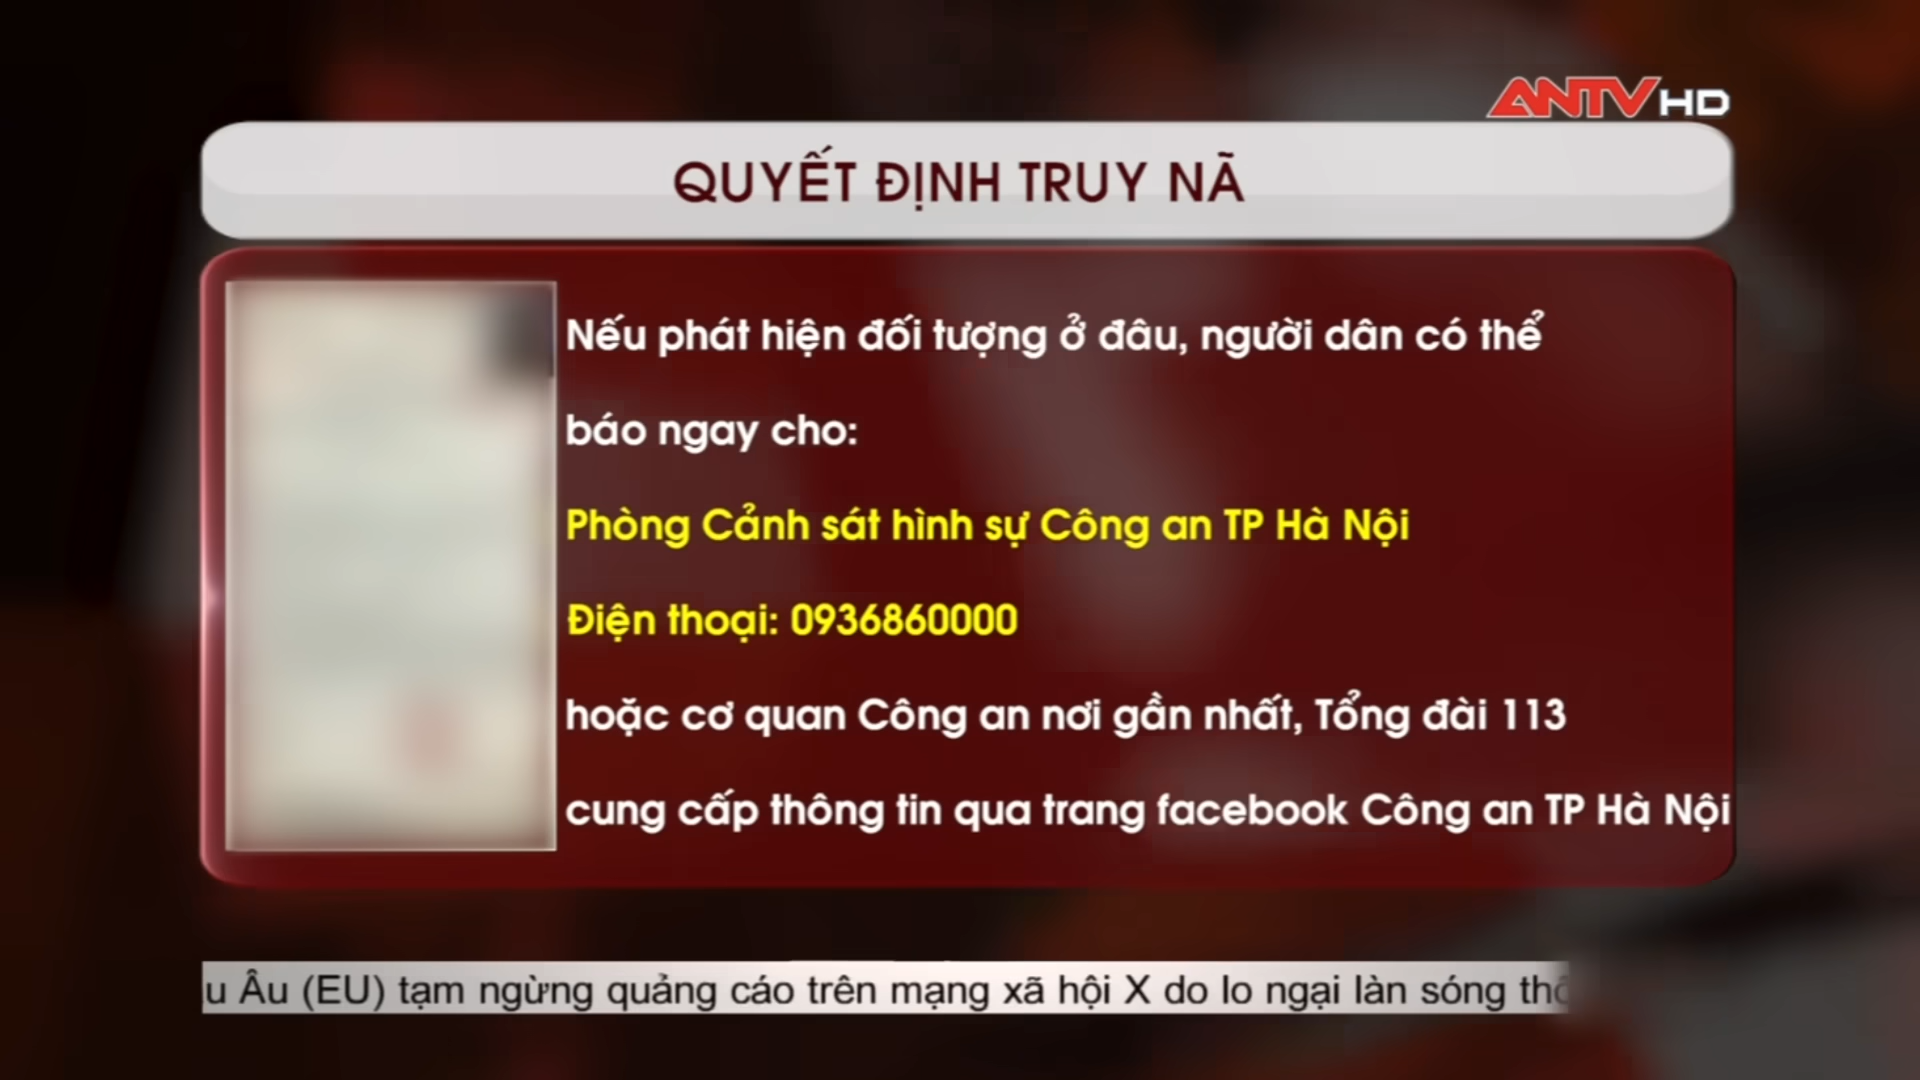 ANTV HD
QUYẾT ĐỊNH TRUY NÃ
Nếu phát hiện đối tượng ở đâu, người dân có thể
báo ngay cho:
Phòng Cảnh sát hình sự Công an TP Hà Nội
Điện thoại: 0936860000
hoặc cơ quan Công an nơi gần nhất, Tổng đài 113
cung cấp thông tin qua trang facebook Công an TP Hà Nội
u Âu (EU) tạm ngừng quảng cáo trên mạng xã hội X do lo ngại làn sóng